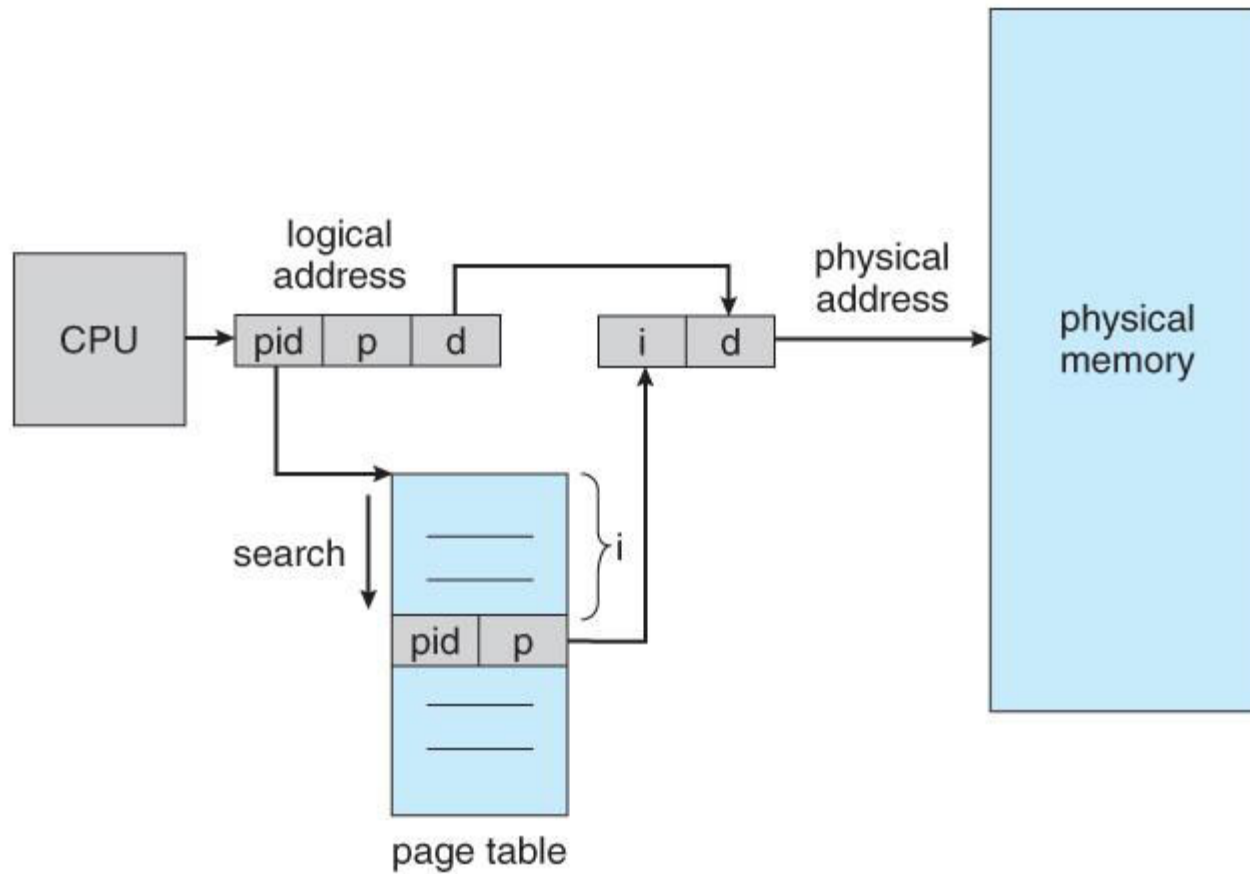 logical
address
physical
address
CPU
pid p d
i d
physical
memory
search
i
pid p
page table